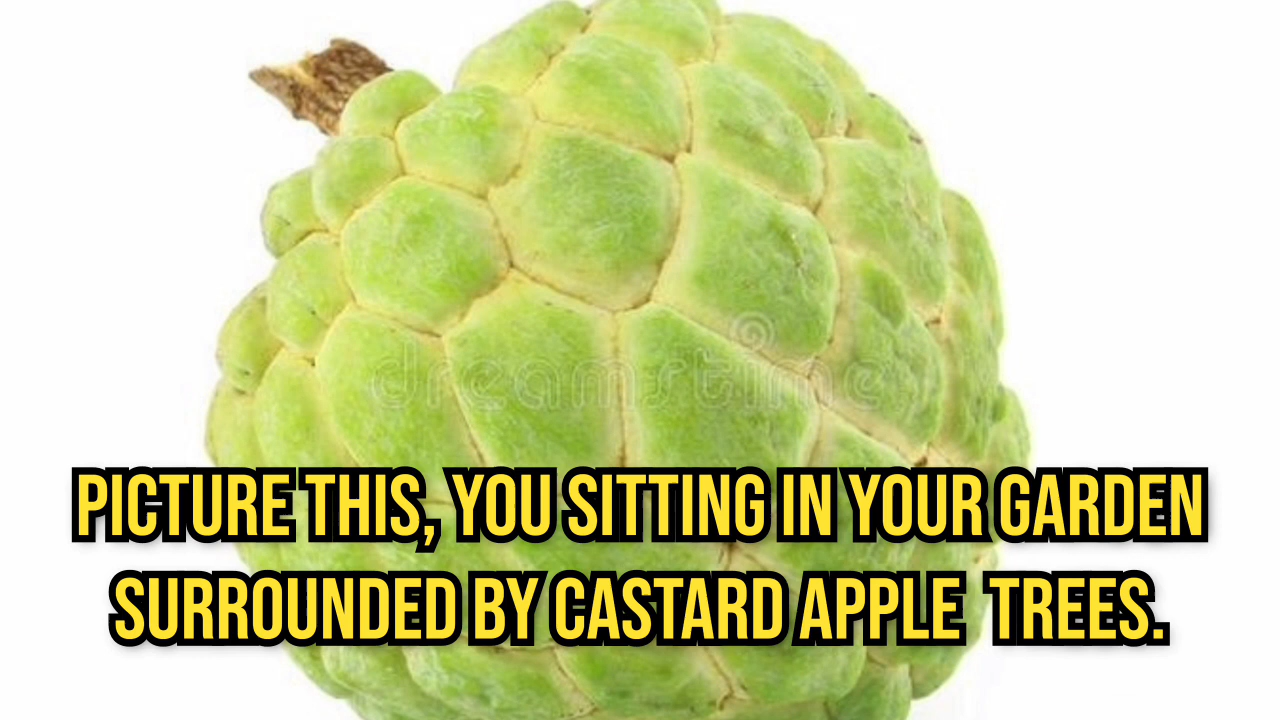 dreamstime
PICTURE THIS, YOU SITTING IN YOUR GARDEN
SURROUNDED BY CASTARD APPLE TREES.